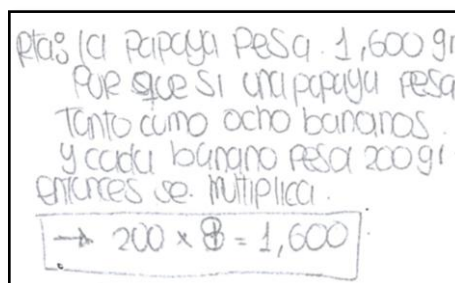 Rta: la papaya pesa. 1,600 gr
Por que si una papaya pesa
Tanto como ocho bananos.
y cada banano pesa 200 gr
entonces se. multiplica.
→ 200 x 8 = 1,600